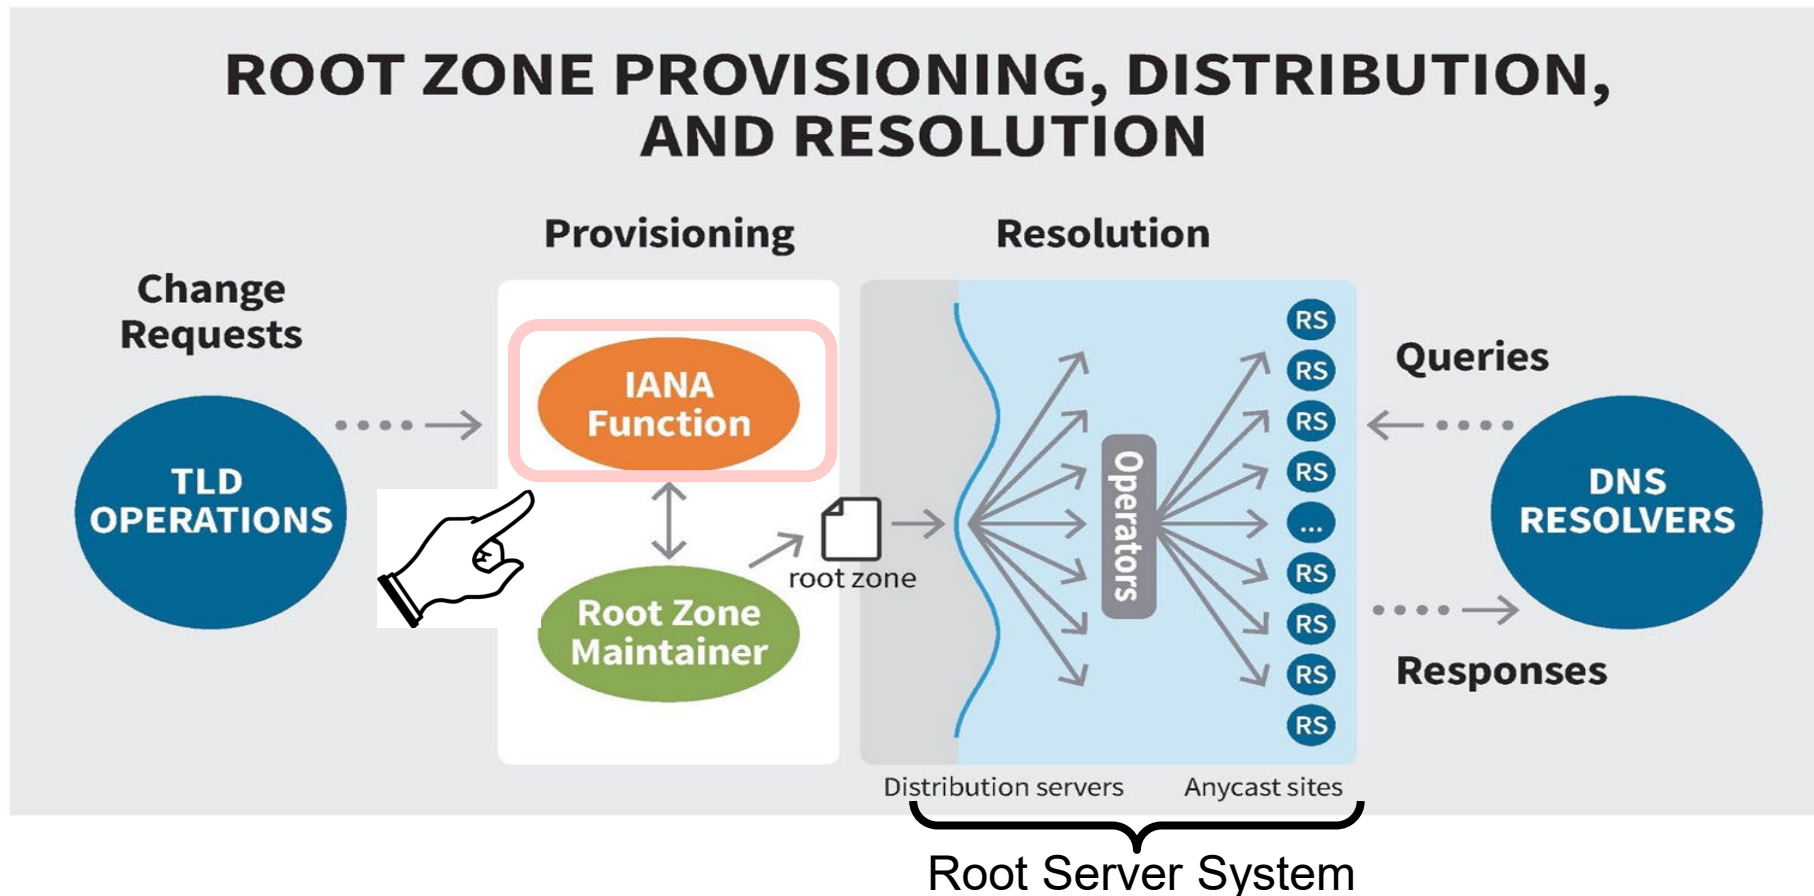 ROOT ZONE PROVISIONING, DISTRIBUTION,
AND RESOLUTION
Provisioning
Resolution
Change
Requests
TLD
OPERATIONS
IANA
Function
Root Zone
Maintainer
root zone
Operators
RS
RS
RS
RS
...
RS
RS
RS
RS
Queries
DNS
RESOLVERS
Responses
Distribution servers
Anycast sites
Root Server System